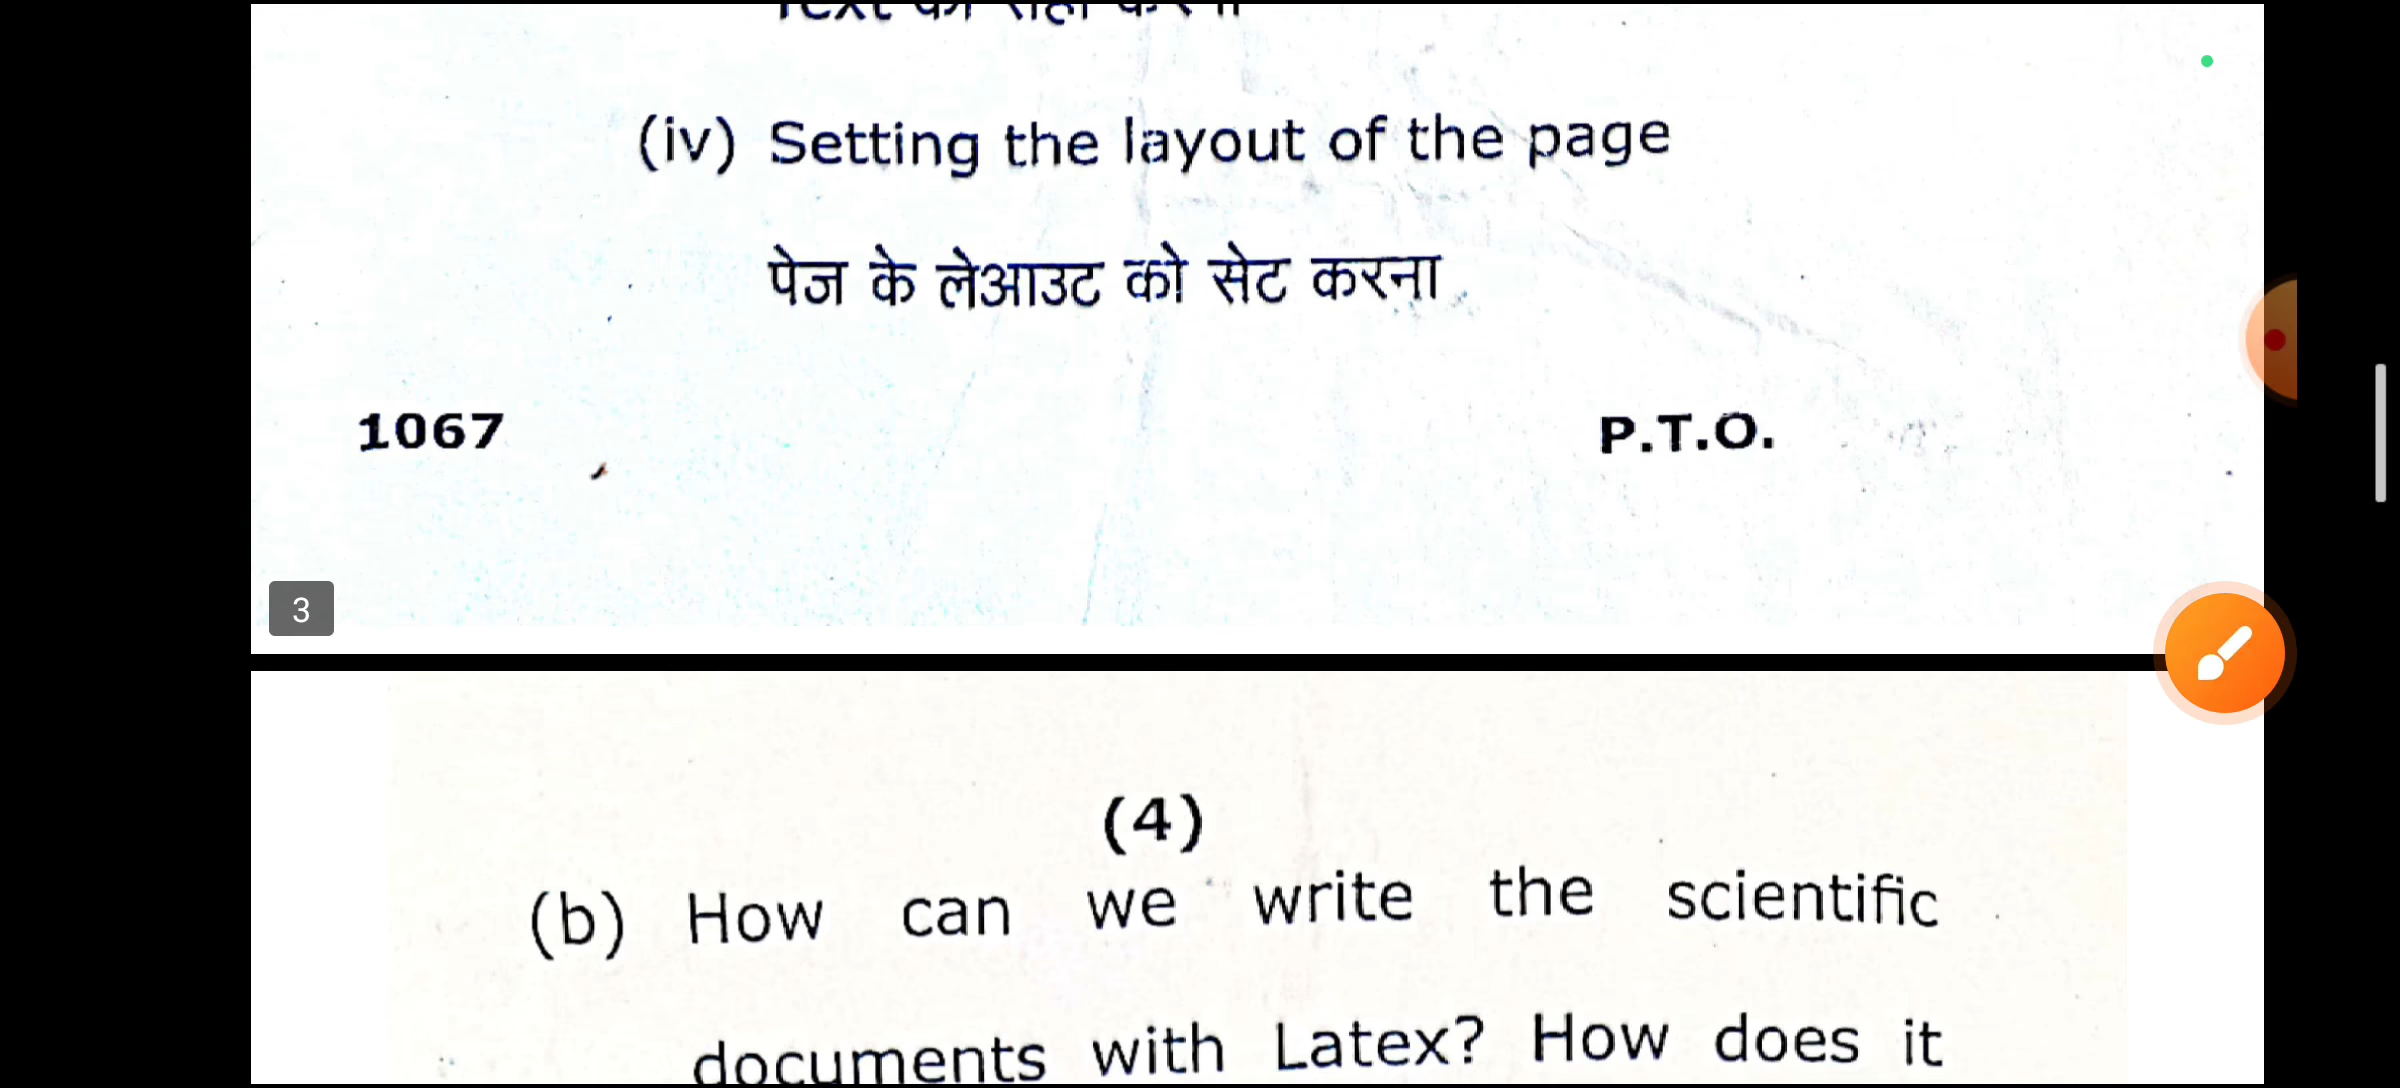 (iv) Setting the layout of the page
पेज के लेआउट को सेट करना
1067 P.T.O.
3
(4)
(b) How can we write the scientific
documents with Latex? How does it